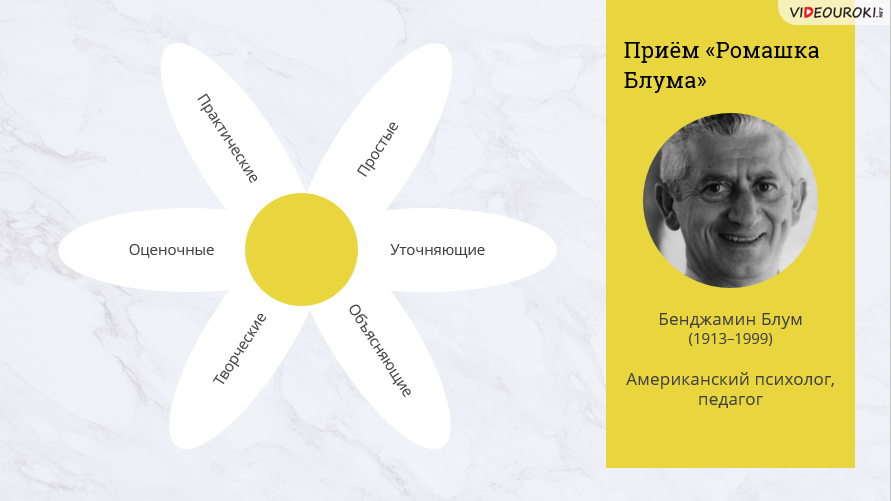 VIDEOUROKI.NET
Приём «Ромашка
Блума»
Практические
Простые
Оценочные
Уточняющие
Творческие
Объясняющие
Бенджамин Блум
(1913–1999)
Американский психолог,
педагог